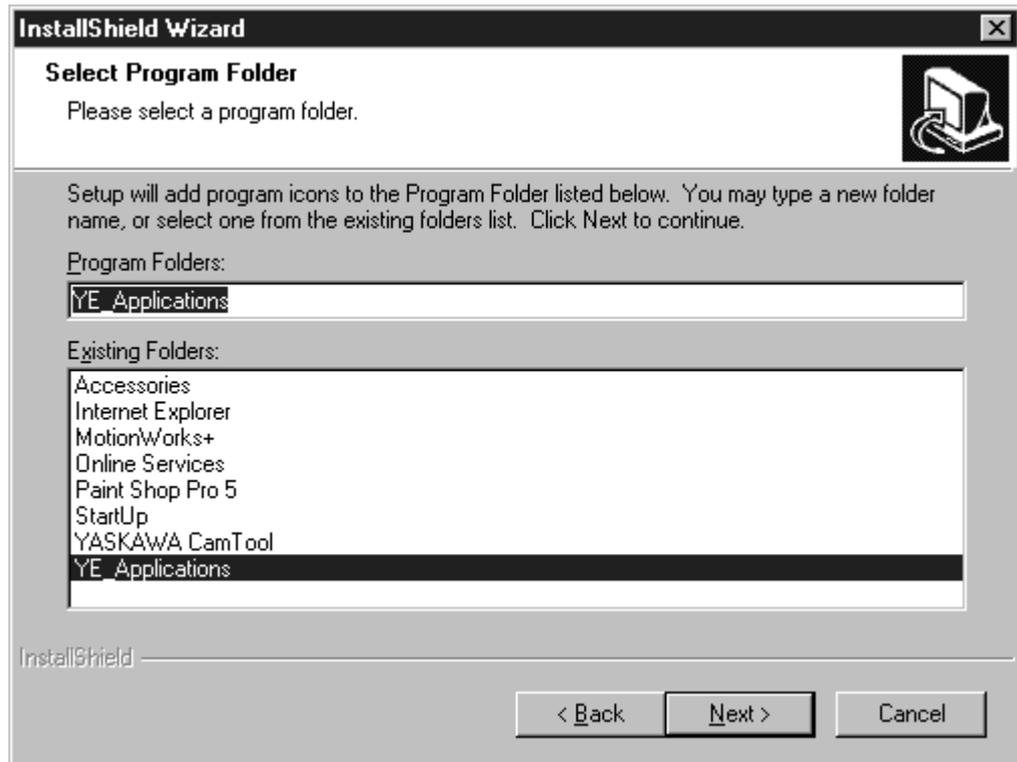 InstallShield Wizard
Select Program Folder
Please select a program folder.
Setup will add program icons to the Program Folder listed below. You may type a new folder
name, or select one from the existing folders list. Click Next to continue.
Program Folders:
YE_Applications
Existing Folders:
Accessories
Internet Explorer
MotionWorks+
Online Services
Paint Shop Pro 5
StartUp
YASKAWA CamTool
YE_Applications
InstallShield
< Back Next > Cancel